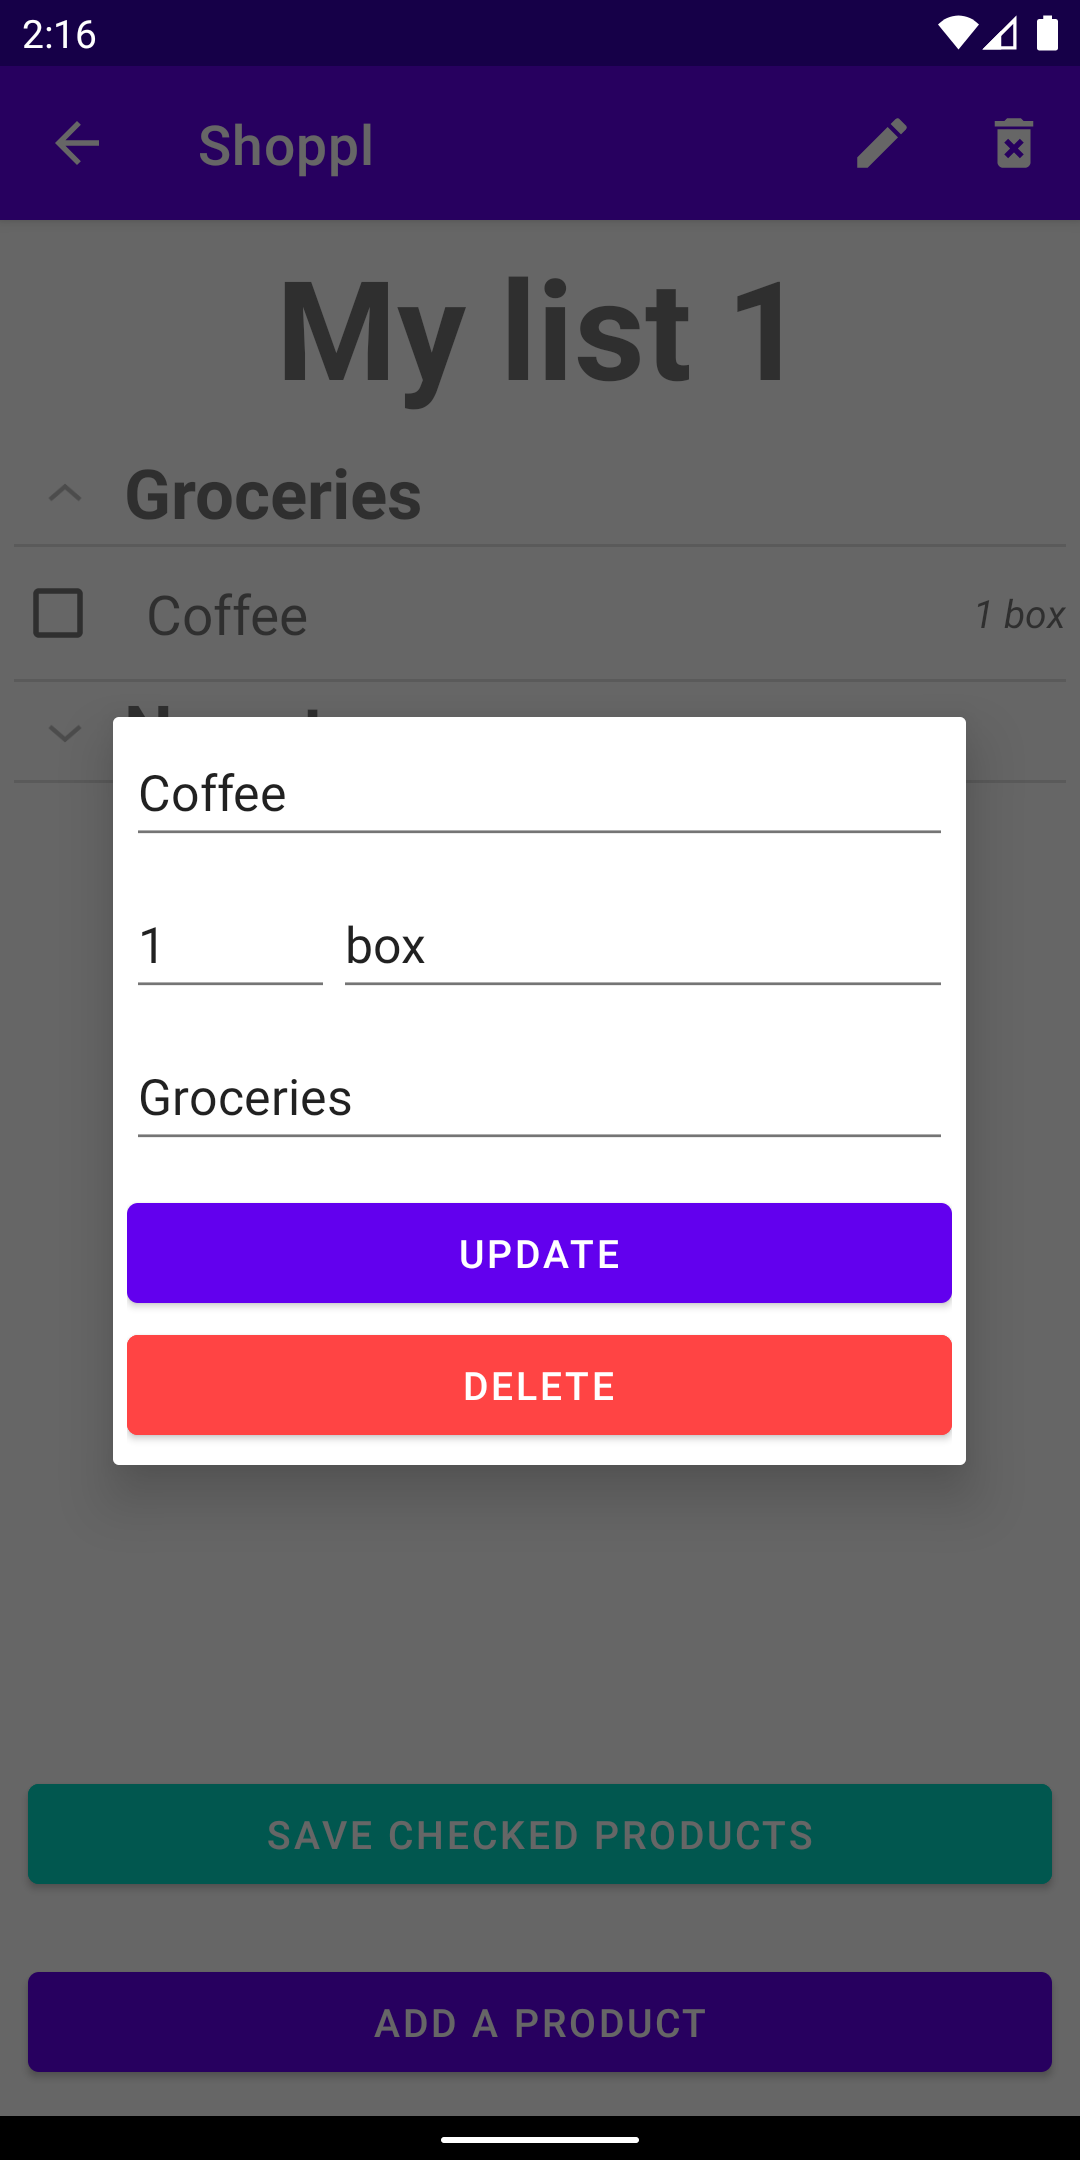 2:16
Shoppl
My list 1
Groceries
Coffee
1 box
Coffee
1
box
Groceries
UPDATE
DELETE
SAVE CHECKED PRODUCTS
ADD A PRODUCT